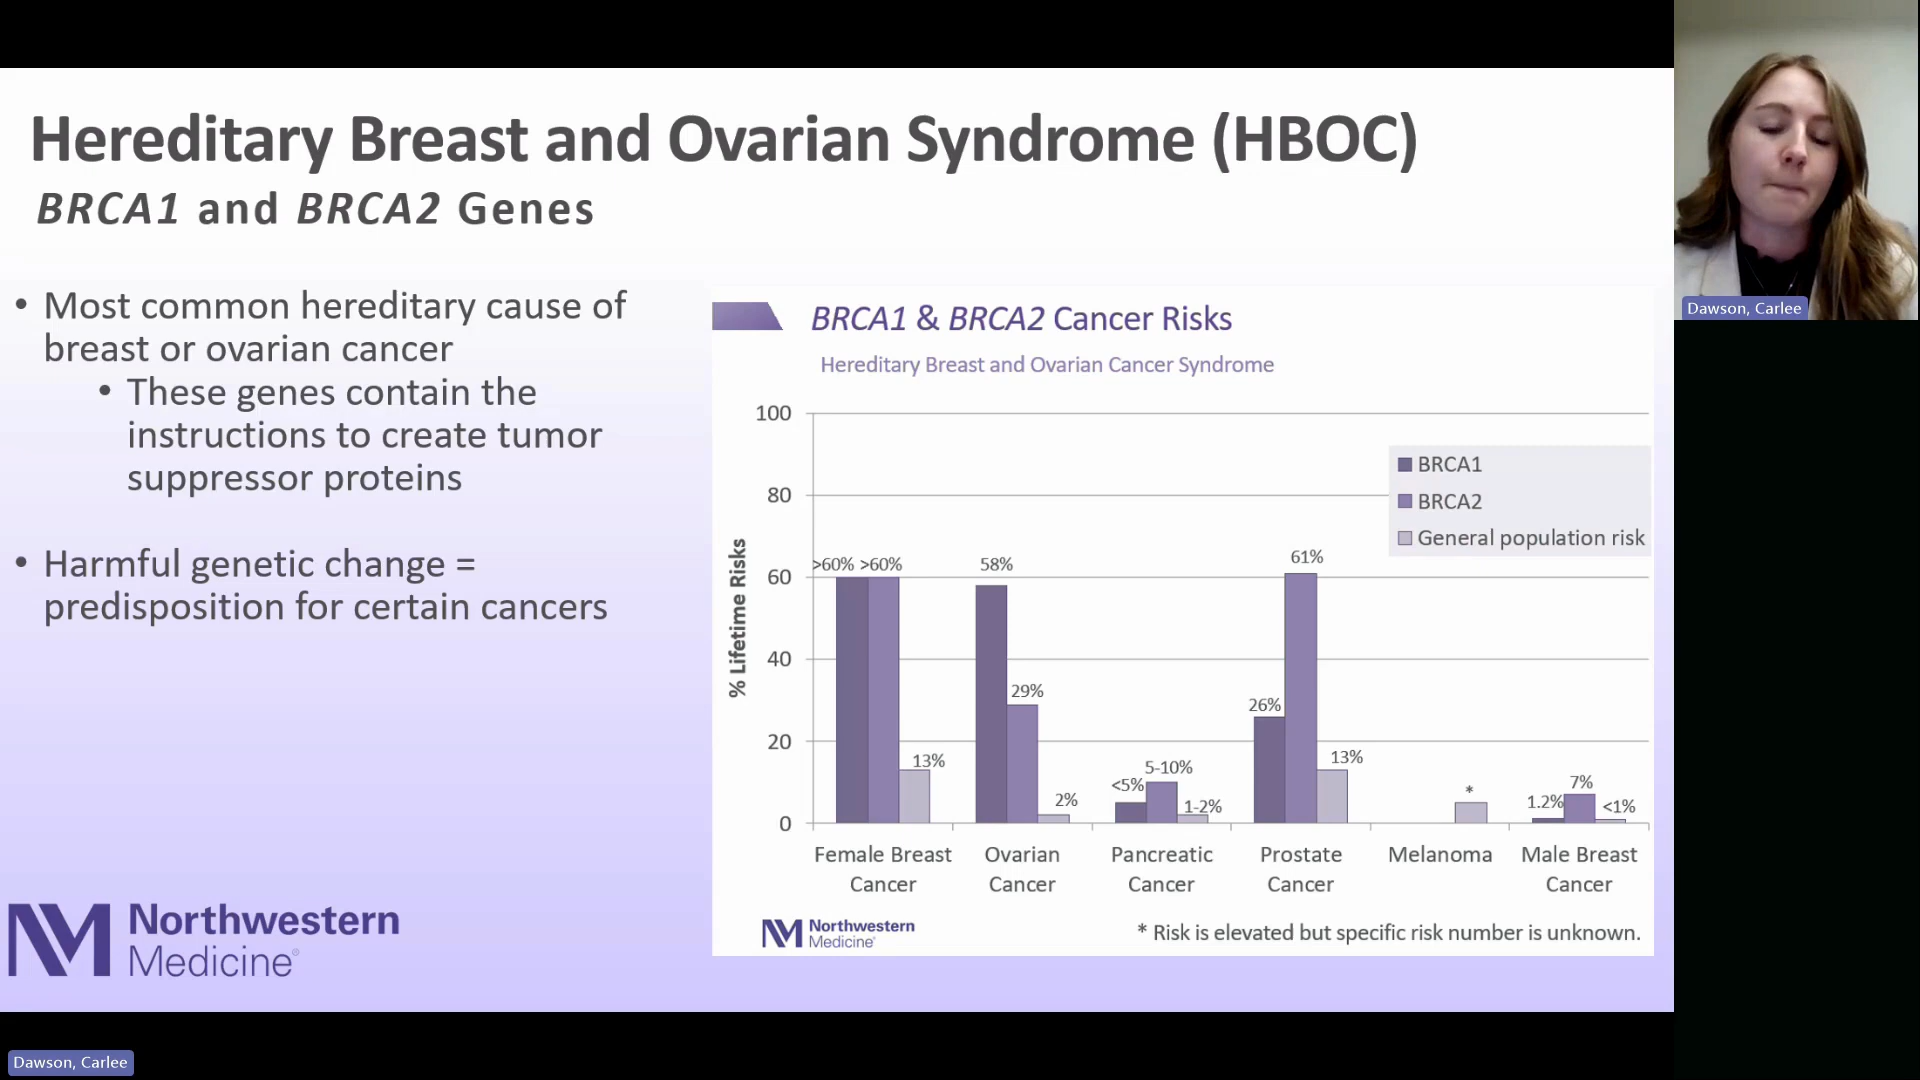 Hereditary Breast and Ovarian Syndrome (HBOC)
BRCA1 and BRCA2 Genes
• Most common hereditary cause of
breast or ovarian cancer
• These genes contain the
instructions to create tumor
suppressor proteins
• Harmful genetic change =
predisposition for certain cancers
Northwestern
Medicine®
BRCA1 & BRCA2 Cancer Risks
Hereditary Breast and Ovarian Cancer Syndrome
% Lifetime Risks
100
80
60
40
20
0
BRCA1
BRCA2
General population risk
>60% >60%
13%
58%
29%
2%
<5%
5-10%
1-2%
26%
61%
13%
*
1.2%
7%
<1%
Female Breast
Cancer
Ovarian
Cancer
Pancreatic
Cancer
Prostate
Cancer
Melanoma
Male Breast
Cancer
Northwestern
Medicine®
* Risk is elevated but specific risk number is unknown.
Dawson, Carlee
Dawson, Carlee